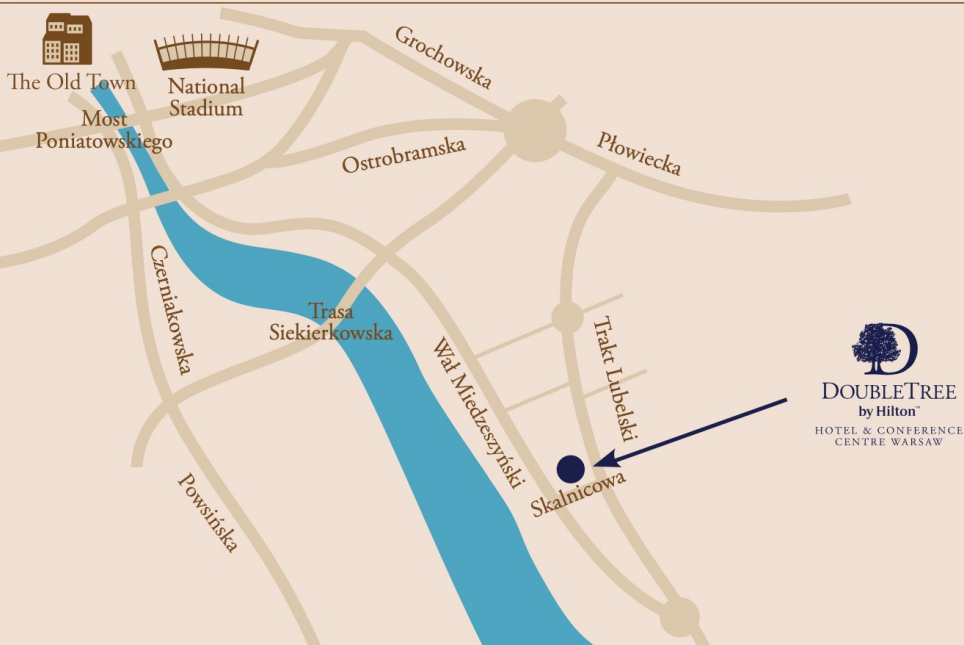 The Old Town
National
Stadium
Most
Poniatowskiego
Grochowska
Ostrobramska
Płowiecka
Czerniakowska
Trasa
Siekierkowska
Wał Miedzeszyński
Trakt Lubelski
Skalnicowa
Powsińska
D
DOUBLETREE
by Hilton™
HOTEL & CONFERENCE
CENTRE WARSAW